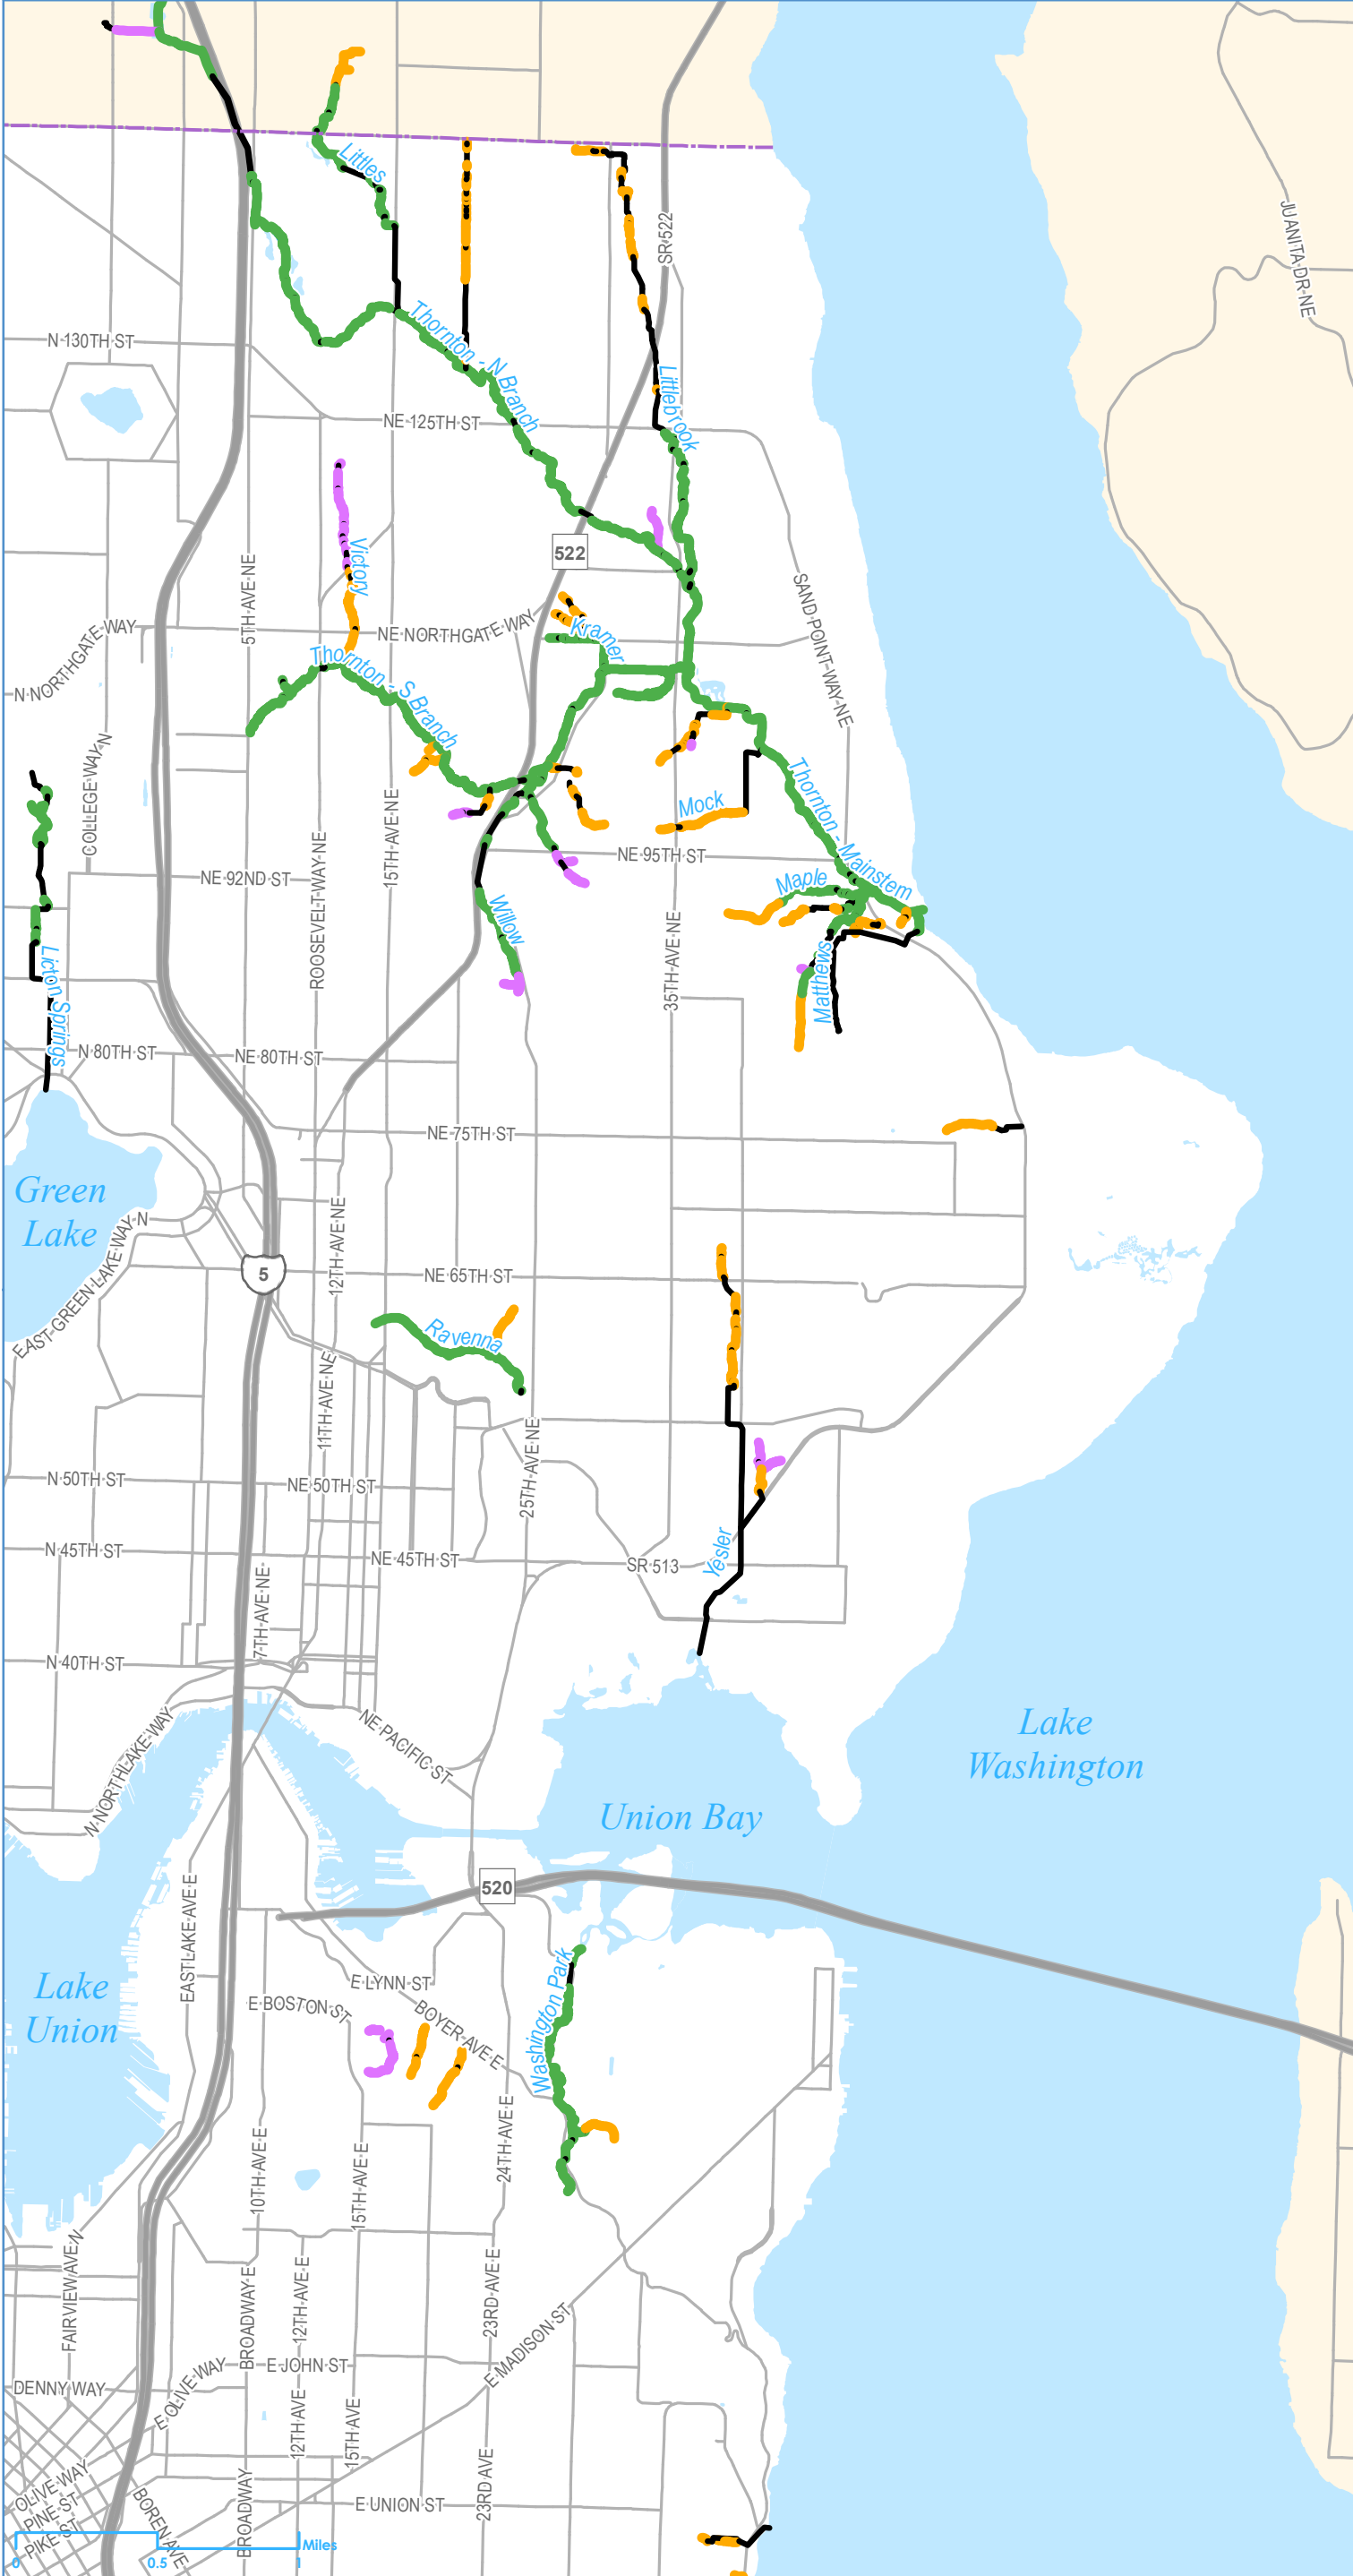 Littles
SR 522
JUANITA DR NE
N 130TH ST
Thornton - N Branch
Littlebrook
NE 125TH ST
522
Victory
5TH AVE NE
SAND POINT WAY NE
N NORTHGATE WAY
NE NORTHGATE WAY
Kramer
Thornton - S Branch
COLLEGE WAY N
15TH AVE NE
Mock
Thornton - Mainstem
NE 95TH ST
NE 92ND ST
ROOSEVELT WAY NE
Maple
Willow
35TH AVE NE
Matthews
Licton Springs
N 80TH ST
NE 80TH ST
NE 75TH ST
Green
Lake
12TH AVE NE
EAST GREEN LAKE WAY N
5
NE 65TH ST
Ravenna
11TH AVE NE
25TH AVE NE
N 50TH ST
NE 50TH ST
N 45TH ST
NE 45TH ST
SR 513
Yesler
7TH AVE NE
N 40TH ST
N NORTHLAKE WAY
NE PACIFIC ST
Lake
Washington
Union Bay
520
EASTLAKE AVE E
Lake
Union
E LYNN ST
E BOSTON ST
BOYER AVE E
Washington Park
10TH AVE E
15TH AVE E
24TH AVE E
FAIRVIEW AVE N
BROADWAY E
12TH AVE E
23RD AVE E
E MADISON ST
E JOHN ST
DENNY WAY
E OLIVE WAY
12TH AVE
15TH AVE
23RD AVE
OLIVE WAY
PINE ST
PIKE ST
BOREN AVE
BROADWAY
E UNION ST
Miles
0 0.5 1